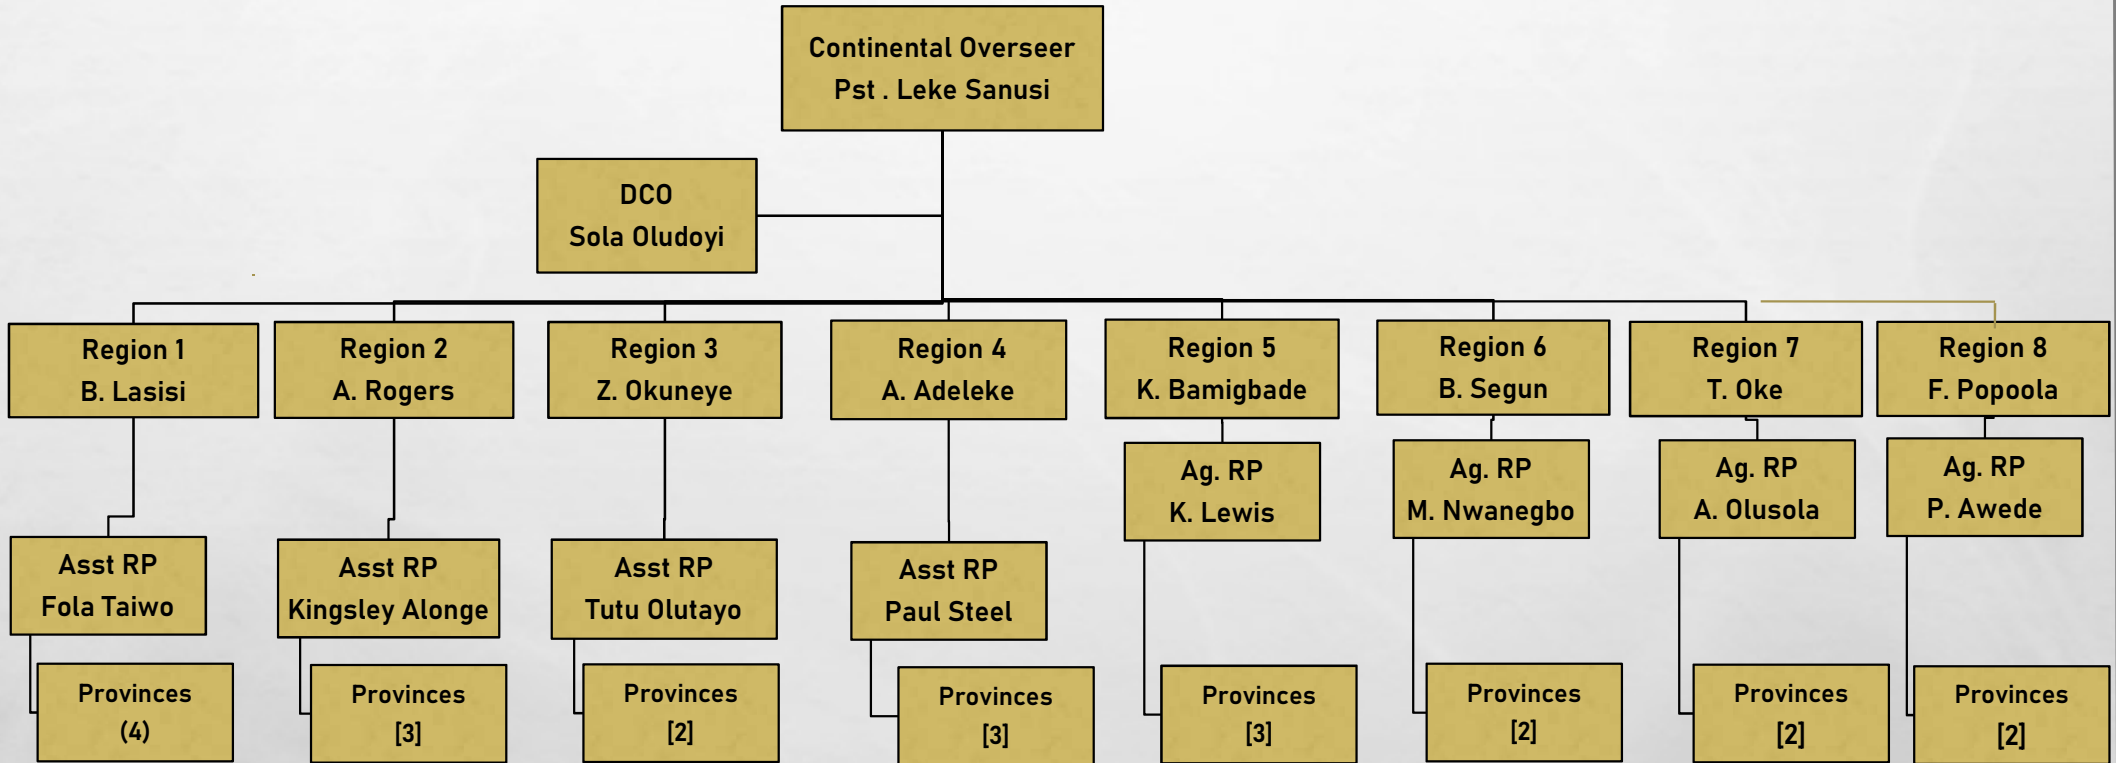 Continental Overseer
Pst . Leke Sanusi
DCO
Sola Oludoyi
Region 1
B. Lasisi
Region 2
A. Rogers
Region 3
Z. Okuneye
Region 4
A. Adeleke
Region 5
K. Bamigbade
Region 6
B. Segun
Region 7
T. Oke
Region 8
F. Popoola
Ag. RP
K. Lewis
Ag. RP
M. Nwanegbo
Ag. RP
A. Olusola
Ag. RP
P. Awede
Asst RP
Fola Taiwo
Asst RP
Kingsley Alonge
Asst RP
Tutu Olutayo
Asst RP
Paul Steel
Provinces
(4)
Provinces
[3]
Provinces
[2]
Provinces
[3]
Provinces
[3]
Provinces
[2]
Provinces
[2]
Provinces
[2]